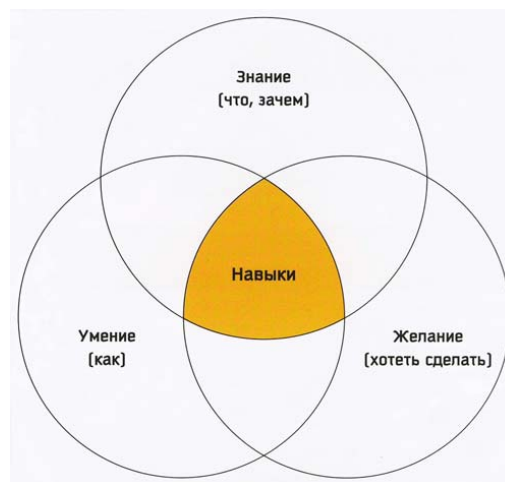 Знание
(что, зачем)
Навыки
Умение
(как)
Желание
(хотеть сделать)